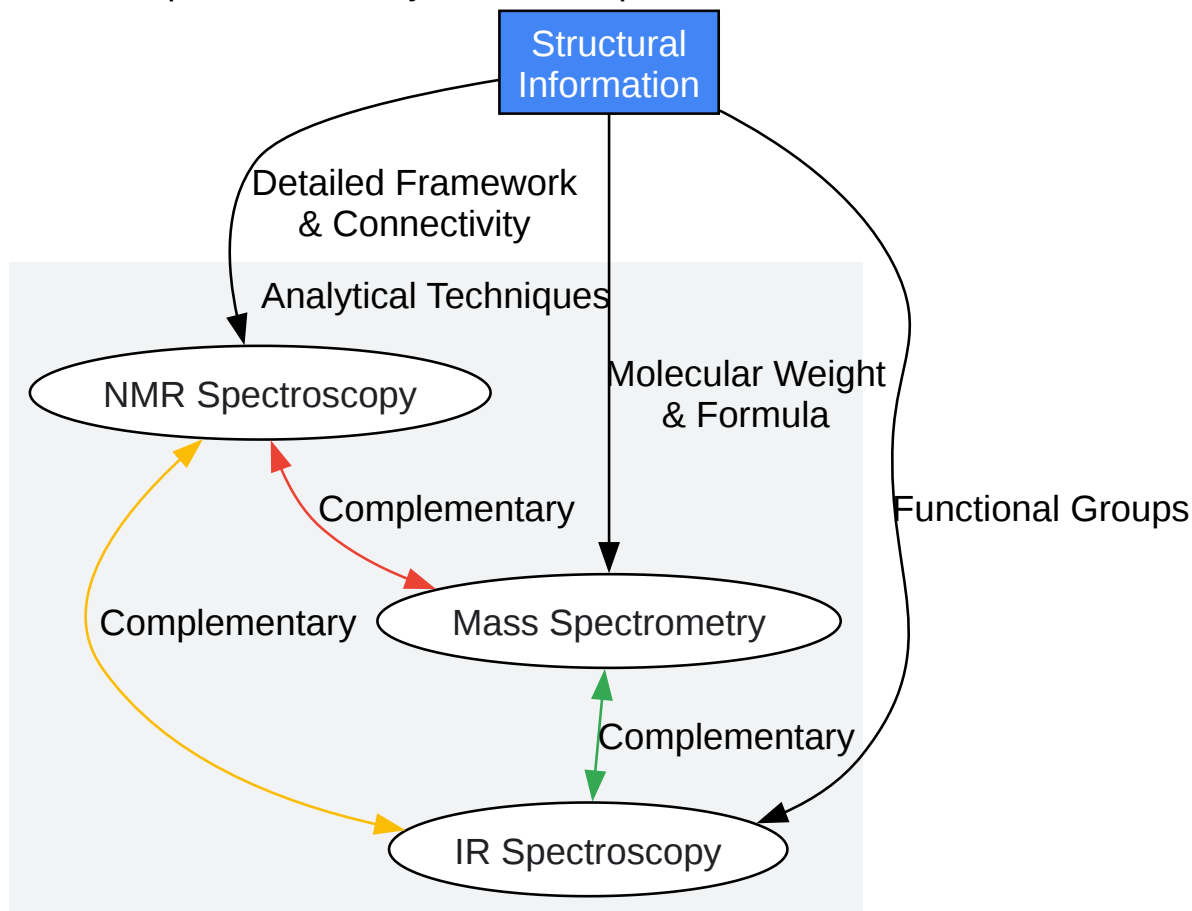 Structural
Information
Detailed Framework
& Connectivity
Analytical Techniques
NMR Spectroscopy
Molecular Weight
& Formula
Complementary
Functional Groups
Complementary
Mass Spectrometry
Complementary
IR Spectroscopy